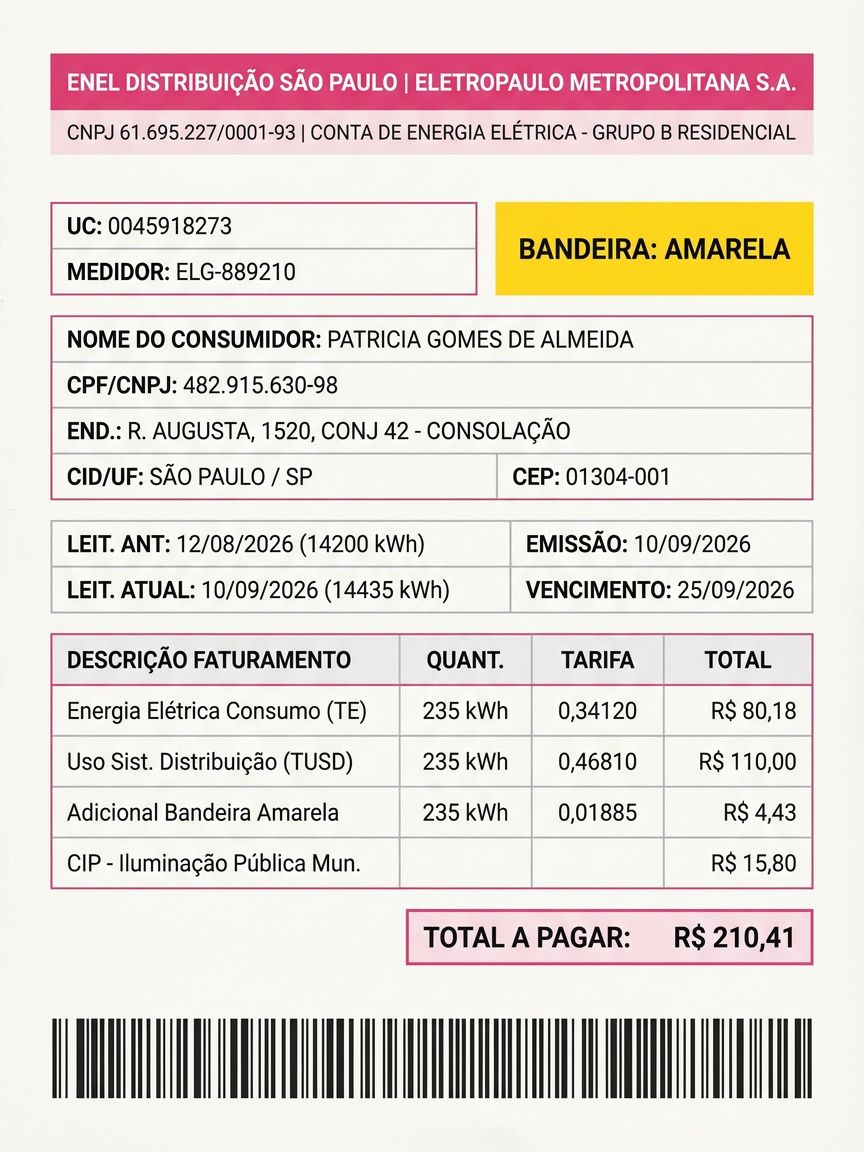 ENEL DISTRIBUIÇÃO SÃO PAULO | ELETROPAULO METROPOLITANA S.A.
CNPJ 61.695.227/0001-93 | CONTA DE ENERGIA ELÉTRICA - GRUPO B RESIDENCIAL
UC: 0045918273
MEDIDOR: ELG-889210
BANDEIRA: AMARELA
NOME DO CONSUMIDOR: PATRICIA GOMES DE ALMEIDA
CPF/CNPJ: 482.915.630-98
END.: R. AUGUSTA, 1520, CONJ 42 - CONSOLAÇÃO
CID/UF: SÃO PAULO / SP CEP: 01304-001
LEIT. ANT: 12/08/2026 (14200 kWh) EMISSÃO: 10/09/2026
LEIT. ATUAL: 10/09/2026 (14435 kWh) VENCIMENTO: 25/09/2026
DESCRIÇÃO FATURAMENTO QUANT. TARIFA TOTAL
Energia Elétrica Consumo (TE) 235 kWh 0,34120 R$ 80,18
Uso Sist. Distribuição (TUSD) 235 kWh 0,46810 R$ 110,00
Adicional Bandeira Amarela 235 kWh 0,01885 R$ 4,43
CIP - Iluminação Pública Mun. R$ 15,80
TOTAL A PAGAR: R$ 210,41